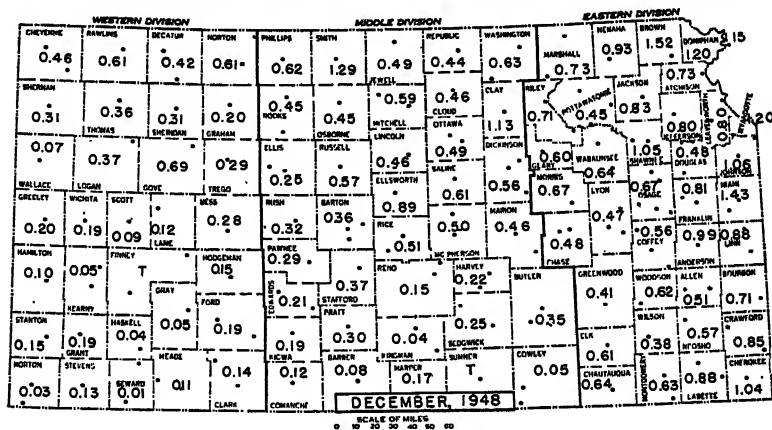 WESTERN DIVISION MIDDLE DIVISION EASTERN DIVISION
CHEYENNE RAWLINS DECATUR NORTON PHILLIPS SMITH REPUBLIC WASHINGTON MARSHALL NEMAHA BROWN DONIPHAN .15
0.46 0.61 0.42 0.61 0.62 1.29 0.49 0.44 0.63 0.73 0.93 1.52 1.20
JEWELL
SHERMAN 0.45 0.59 0.46 CLAY RILEY POTTAWATOMIE JACKSON 0.73 ATCHISON
0.31 0.36 0.31 0.20 ROOKS 0.45 MITCHELL CLOUD 1.13 0.71 0.45 0.83 0.80 LEAVENWORTH 0.80 WYANDOTTE .20
THOMAS SHERIDAN GRAHAM OSBORNE LINCOLN OTTAWA JEFFERSON
0.07 0.37 0.69 0.29 ELLIS RUSSELL 0.46 0.49 DICKINSON GEARY 0.60 WABAUNSEE 1.05 SHAWNEE 0.48 DOUGLAS 1.06 JOHNSON
WALLACE LOGAN GOVE TREGO 0.25 0.57 ELLSWORTH SALINE 0.56 MORRIS 0.64 0.67 OSAGE 0.81 MIAMI
GREELEY WICHITA SCOTT NESS RUSH BARTON 0.89 0.61 MARION 0.67 LYON FRANKLIN 1.43
0.20 0.19 0.09 0.12 LANE 0.28 0.32 0.36 RICE 0.51 0.50 MC PHERSON 0.46 0.48 CHASE 0.47 0.56 COFFEY 0.99 ANDERSON 0.88 LINN
HAMILTON FINNEY HODGEMAN PAWNEE 0.29 RENO HARVEY 0.22 BUTLER GREENWOOD WOODSON ALLEN BOURBON
0.10 0.05 KEARNY T 0.15 EDWARDS 0.21 0.37 STAFFORD 0.15 0.41 0.62 0.51 0.71
STANTON HASKELL GRAY FORD PRATT 0.25 SEDGWICK 0.35 ELK WILSON 0.57 NEOSHO CRAWFORD
0.15 0.19 GRANT 0.04 0.05 0.19 0.19 KIOWA 0.30 0.04 KINGMAN 0.61 0.38 0.85
MORTON STEVENS SEWARD MEADE 0.14 0.12 BARBER HARPER SUMNER COWLEY CHAUTAUQUA MONTGOMERY 0.88 CHEROKEE
0.03 0.13 0.01 0.11 CLARK COMANCHE 0.08 0.17 T 0.05 0.64 0.63 LABETTE 1.04
DECEMBER, 1948
SCALE OF MILES
0 10 20 30 40 50 60